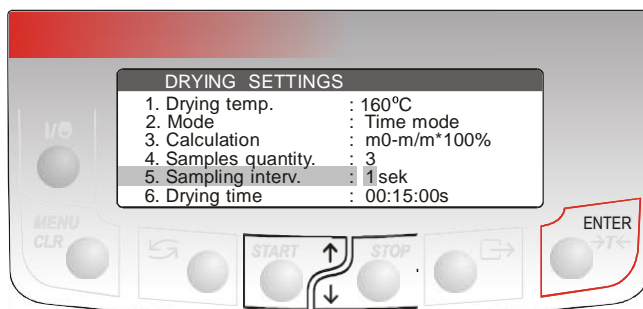 DRYING SETTINGS
1. Drying temp. : 160⁰C
2. Mode : Time mode
3. Calculation : m0-m/m*100%
4. Samples quantity. : 3
5. Sampling interv. : 1 sek
6. Drying time : 00:15:00s
I/
MENU
CLR
START
STOP
ENTER
→T←